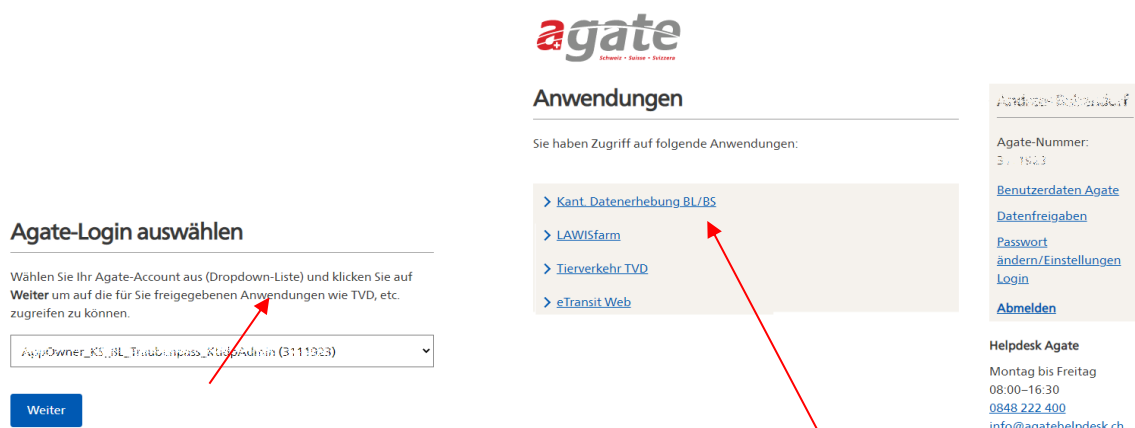 Agate-Login auswählen
Wählen Sie Ihr Agate-Account aus (Dropdown-Liste) und klicken Sie auf
Weiter um auf die für Sie freigegebenen Anwendungen wie TVD, etc.
zugreifen zu können.
(3111923)
Weiter
agate
Schweiz • Suisse • Svizzera
Anwendungen
Sie haben Zugriff auf folgende Anwendungen:
Kant. Datenerhebung BL/BS
LAWISfarm
Tierverkehr TVD
eTransit Web
Agate-Nummer:
Benutzerdaten Agate
Datenfreigaben
Passwort
ändern/Einstellungen
Login
Abmelden
Helpdesk Agate
Montag bis Freitag
08:00–16:30
0848 222 400
info@agatehelpdesk.ch